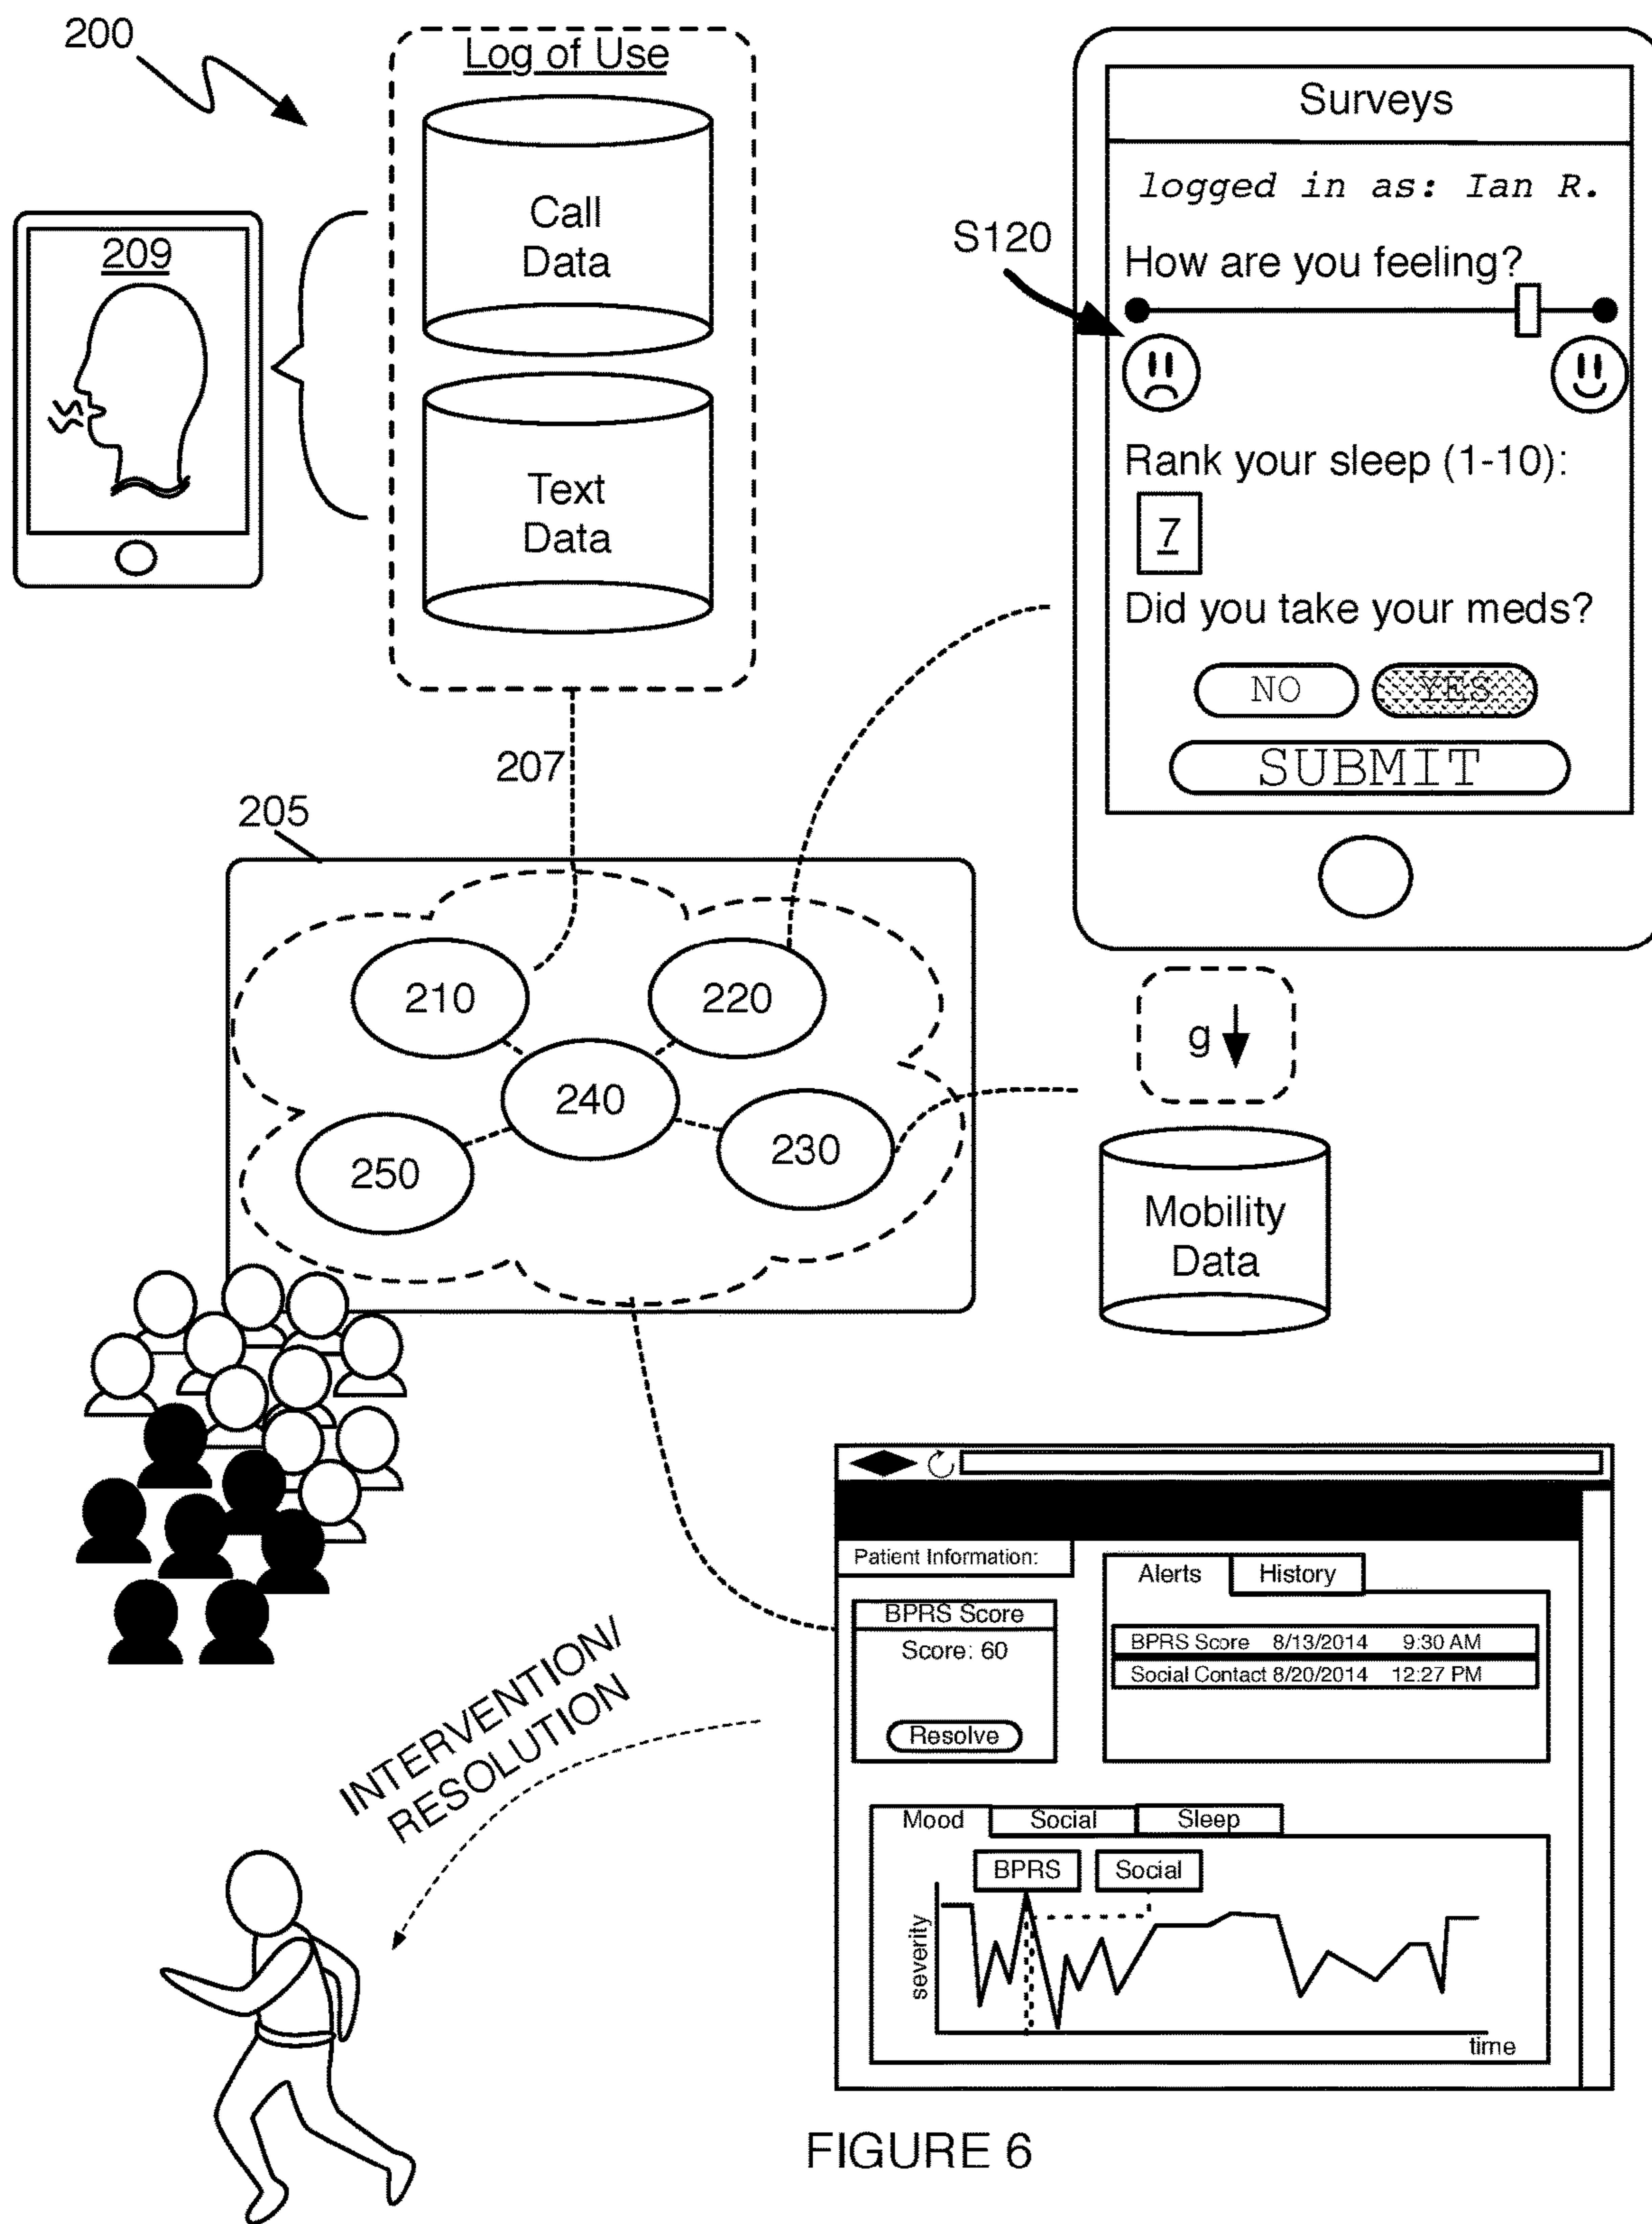 200
Log of Use
Call
Data
Text
Data
209
207
205
Surveys
logged in as: Ian R.
S120
How are you feeling?
Rank your sleep (1-10):
7
Did you take your meds?
NO
YES
SUBMIT
210
220
240
250
230
g
Mobility
Data
Patient Information:
BPRS Score
Score: 60
Resolve
Alerts
History
BPRS Score 8/13/2014 9:30 AM
Social Contact 8/20/2014 12:27 PM
INTERVENTION/
RESOLUTION
Mood
Social
Sleep
BPRS
Social
severity
time
FIGURE 6